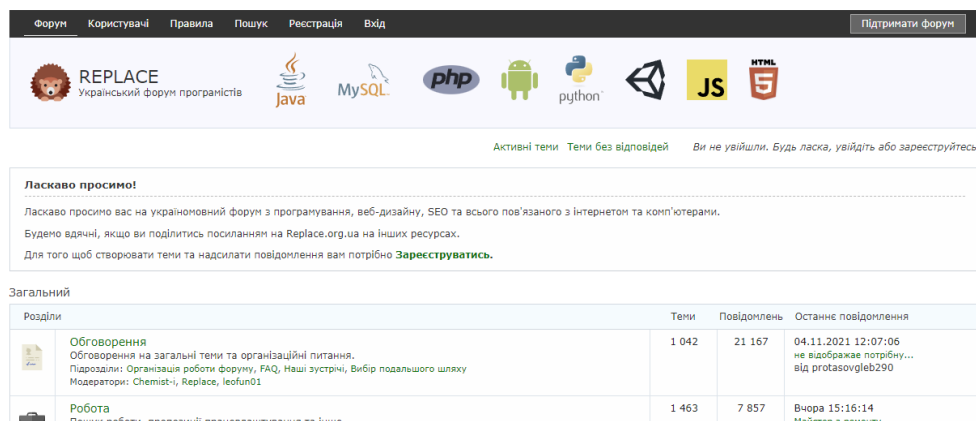 Форум Користувачі Правила Пошук Реєстрація Вхід Підтримати форум
REPLACE
Український форум програмістів
Java
MySQL
php
python
JS
HTML
5
Активні теми Теми без відповідей Ви не увійшли. Будь ласка, увійдіть або зареєструйтесь
Ласкаво просимо!
Ласкаво просимо вас на україномовний форум з програмування, веб-дизайну, SEO та всього пов'язаного з інтернетом та комп'ютерами.
Будемо вдячні, якщо ви поділитись посиланням на Replace.org.ua на інших ресурсах.
Для того щоб створювати теми та надсилати повідомлення вам потрібно Зареєструватись.
Загальний
Розділи Теми Повідомлень Останнє повідомлення
Обговорення 1 042 21 167 04.11.2021 12:07:06
Обговорення на загальні теми та організаційні питання. не відображає потрібну...
Підрозділи: Організація роботи форуму, FAQ, Наші зустрічі, Вибір подальшого шляху від protasovgleb290
Модератори: Chemist-i, Replace, leofun01
Робота 1 463 7 857 Вчора 15:16:14